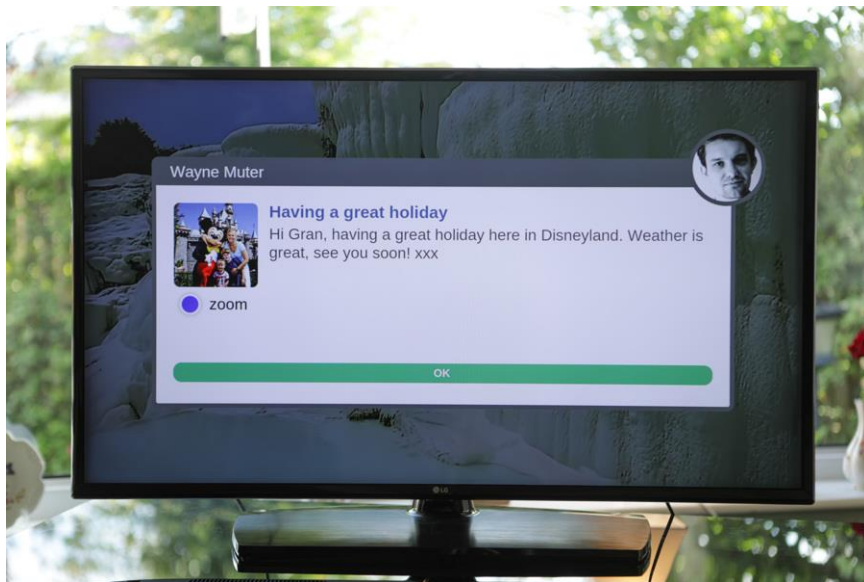 Wayne Muter
Having a great holiday
Hi Gran, having a great holiday here in Disneyland. Weather is
great, see you soon! xxx
zoom
OK
LG